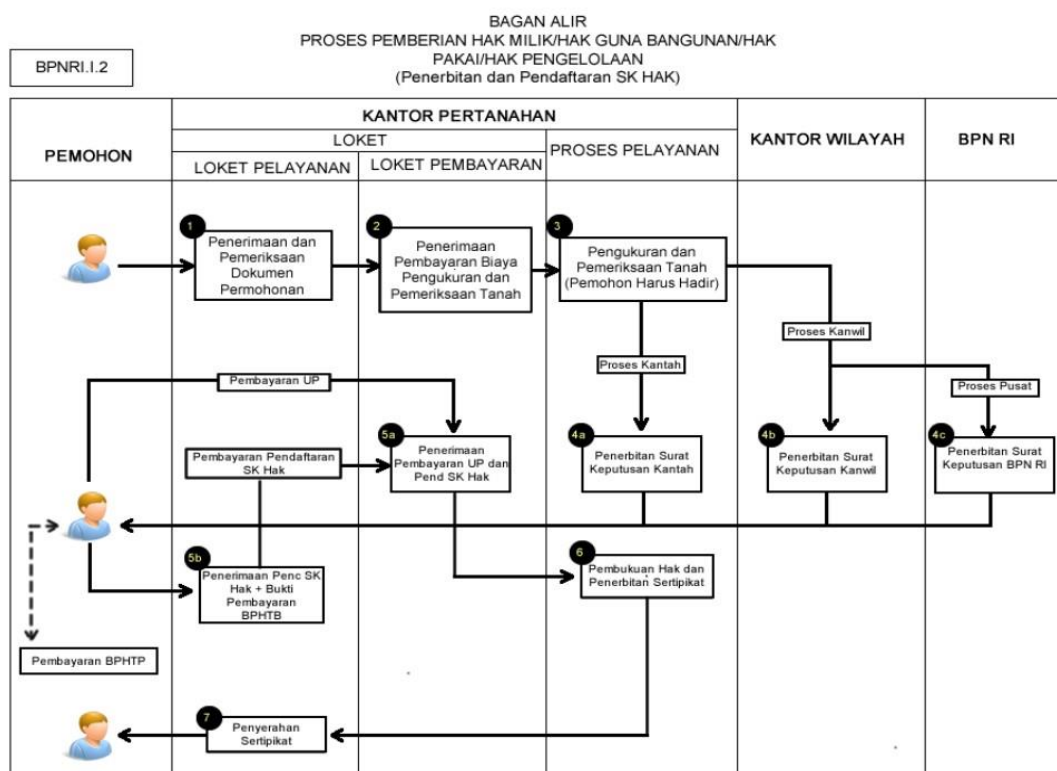 BAGAN ALIR
PROSES PEMBERIAN HAK MILIK/HAK GUNA BANGUNAN/HAK
PAKAI/HAK PENGELOLAAN
(Penerbitan dan Pendaftaran SK HAK)
BPNRI.I.2
PEMOHON
KANTOR PERTANAHAN
LOKET
LOKET PELAYANAN
LOKET PEMBAYARAN
PROSES PELAYANAN
KANTOR WILAYAH
BPN RI
1
Penerimaan dan
Pemeriksaan
Dokumen
Permohonan
2
Penerimaan
Pembayaran Biaya
Pengukuran dan
Pemeriksaan Tanah
3
Pengukuran dan
Pemeriksaan Tanah
(Pemohon Harus Hadir)
Proses Kanwil
Proses Kantah
Proses Pusat
Pembayaran UP
Pembayaran Pendaftaran
SK Hak
5a
Penerimaan
Pembayaran UP dan
Pend SK Hak
4a
Penerbitan Surat
Keputusan Kantah
4b
Penerbitan Surat
Keputusan Kanwil
4c
Penerbitan Surat
Keputusan BPN RI
5b
Penerimaan Penc SK
Hak + Bukti
Pembayaran
BPHTB
6
Pembukuan Hak dan
Penerbitan Sertipikat
Pembayaran BPHTP
7
Penyerahan
Sertipikat